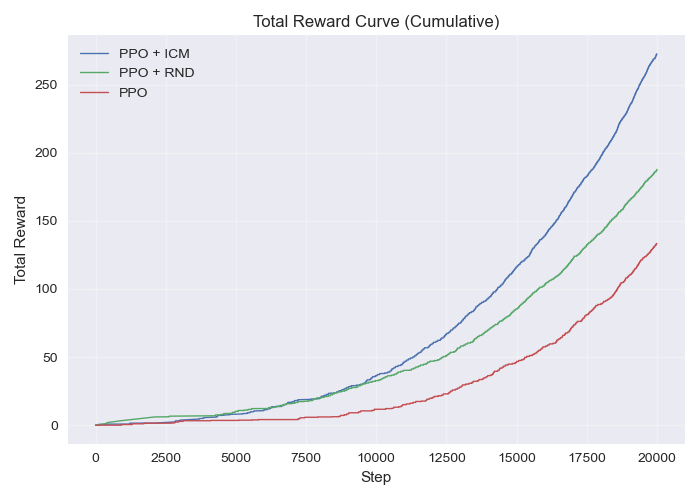 Total Reward Curve (Cumulative)
PPO + ICM
PPO + RND
PPO
Total Reward
250
200
150
100
50
0
0 2500 5000 7500 10000 12500 15000 17500 20000
Step